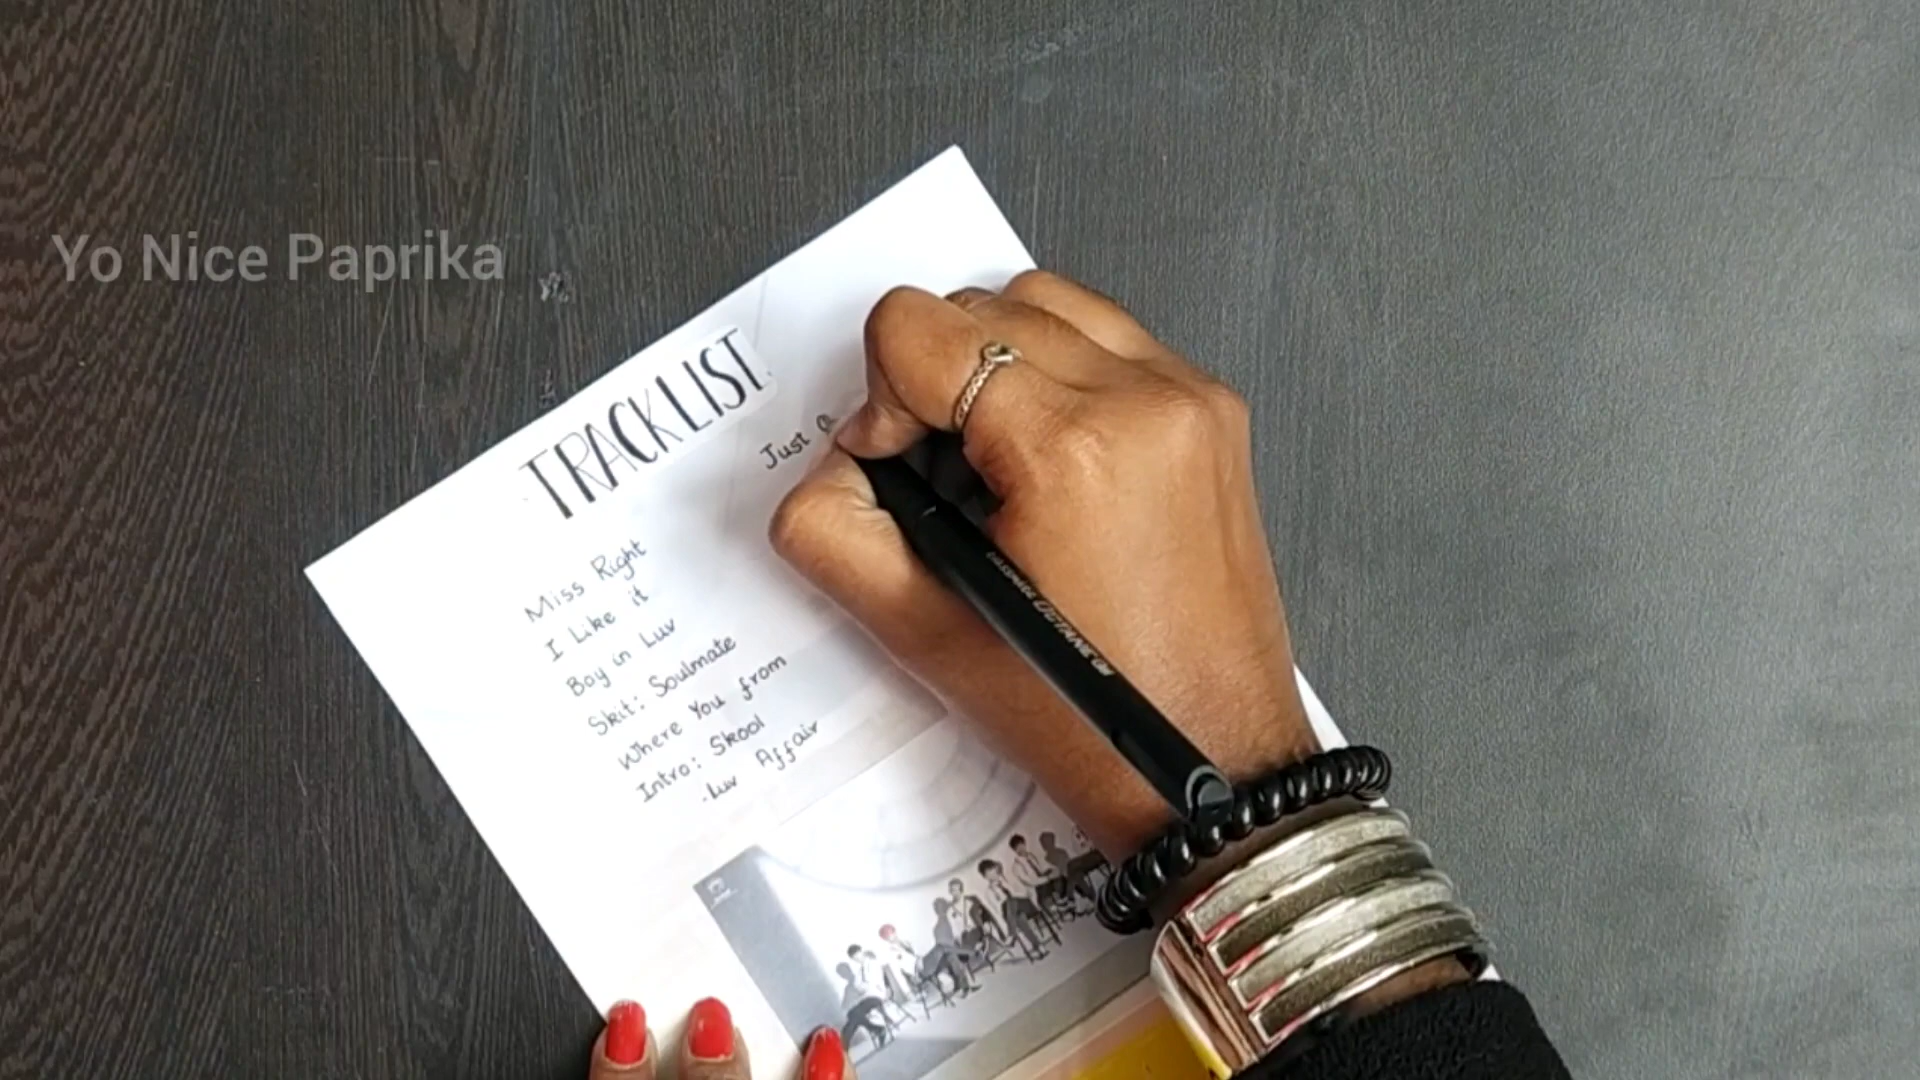 Yo Nice Paprika
TRACKLIST
Just a
Miss Right
I Like it
Boy in Luv
Skit: Soulmate
Where You from
Intro: Skool
Luv Affair
OCTANE